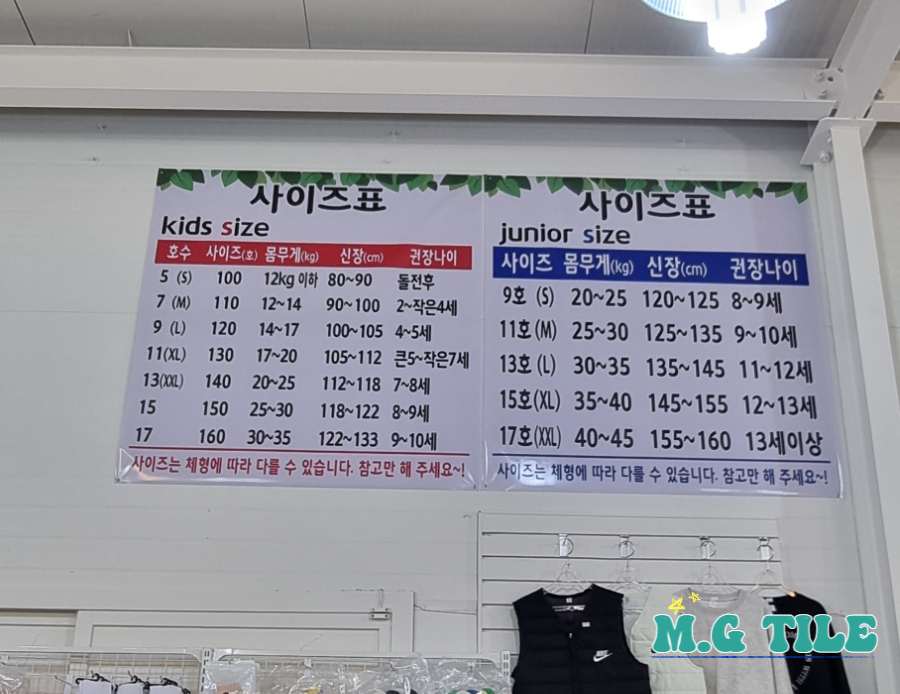 사이즈표
kids size
호수 사이즈(호) 몸무게(kg) 신장(cm) 권장나이
5 (S) 100 12kg 이하 80~90 돌전후
7 (M) 110 12~14 90~100 2~작은4세
9 (L) 120 14~17 100~105 4~5세
11(XL) 130 17~20 105~112 큰5~작은7세
13(XXL) 140 20~25 112~118 7~8세
15 150 25~30 118~122 8~9세
17 160 30~35 122~133 9~10세
사이즈는 체형에 따라 다를 수 있습니다. 참고만 해 주세요~!
사이즈표
junior size
사이즈 몸무게(kg) 신장(cm) 권장나이
9호 (S) 20~25 120~125 8~9세
11호(M) 25~30 125~135 9~10세
13호 (L) 30~35 135~145 11~12세
15호(XL) 35~40 145~155 12~13세
17호(XXL) 40~45 155~160 13세이상
사이즈는 체형에 따라 다를 수 있습니다. 참고만 해 주세요~!
M.G TILE